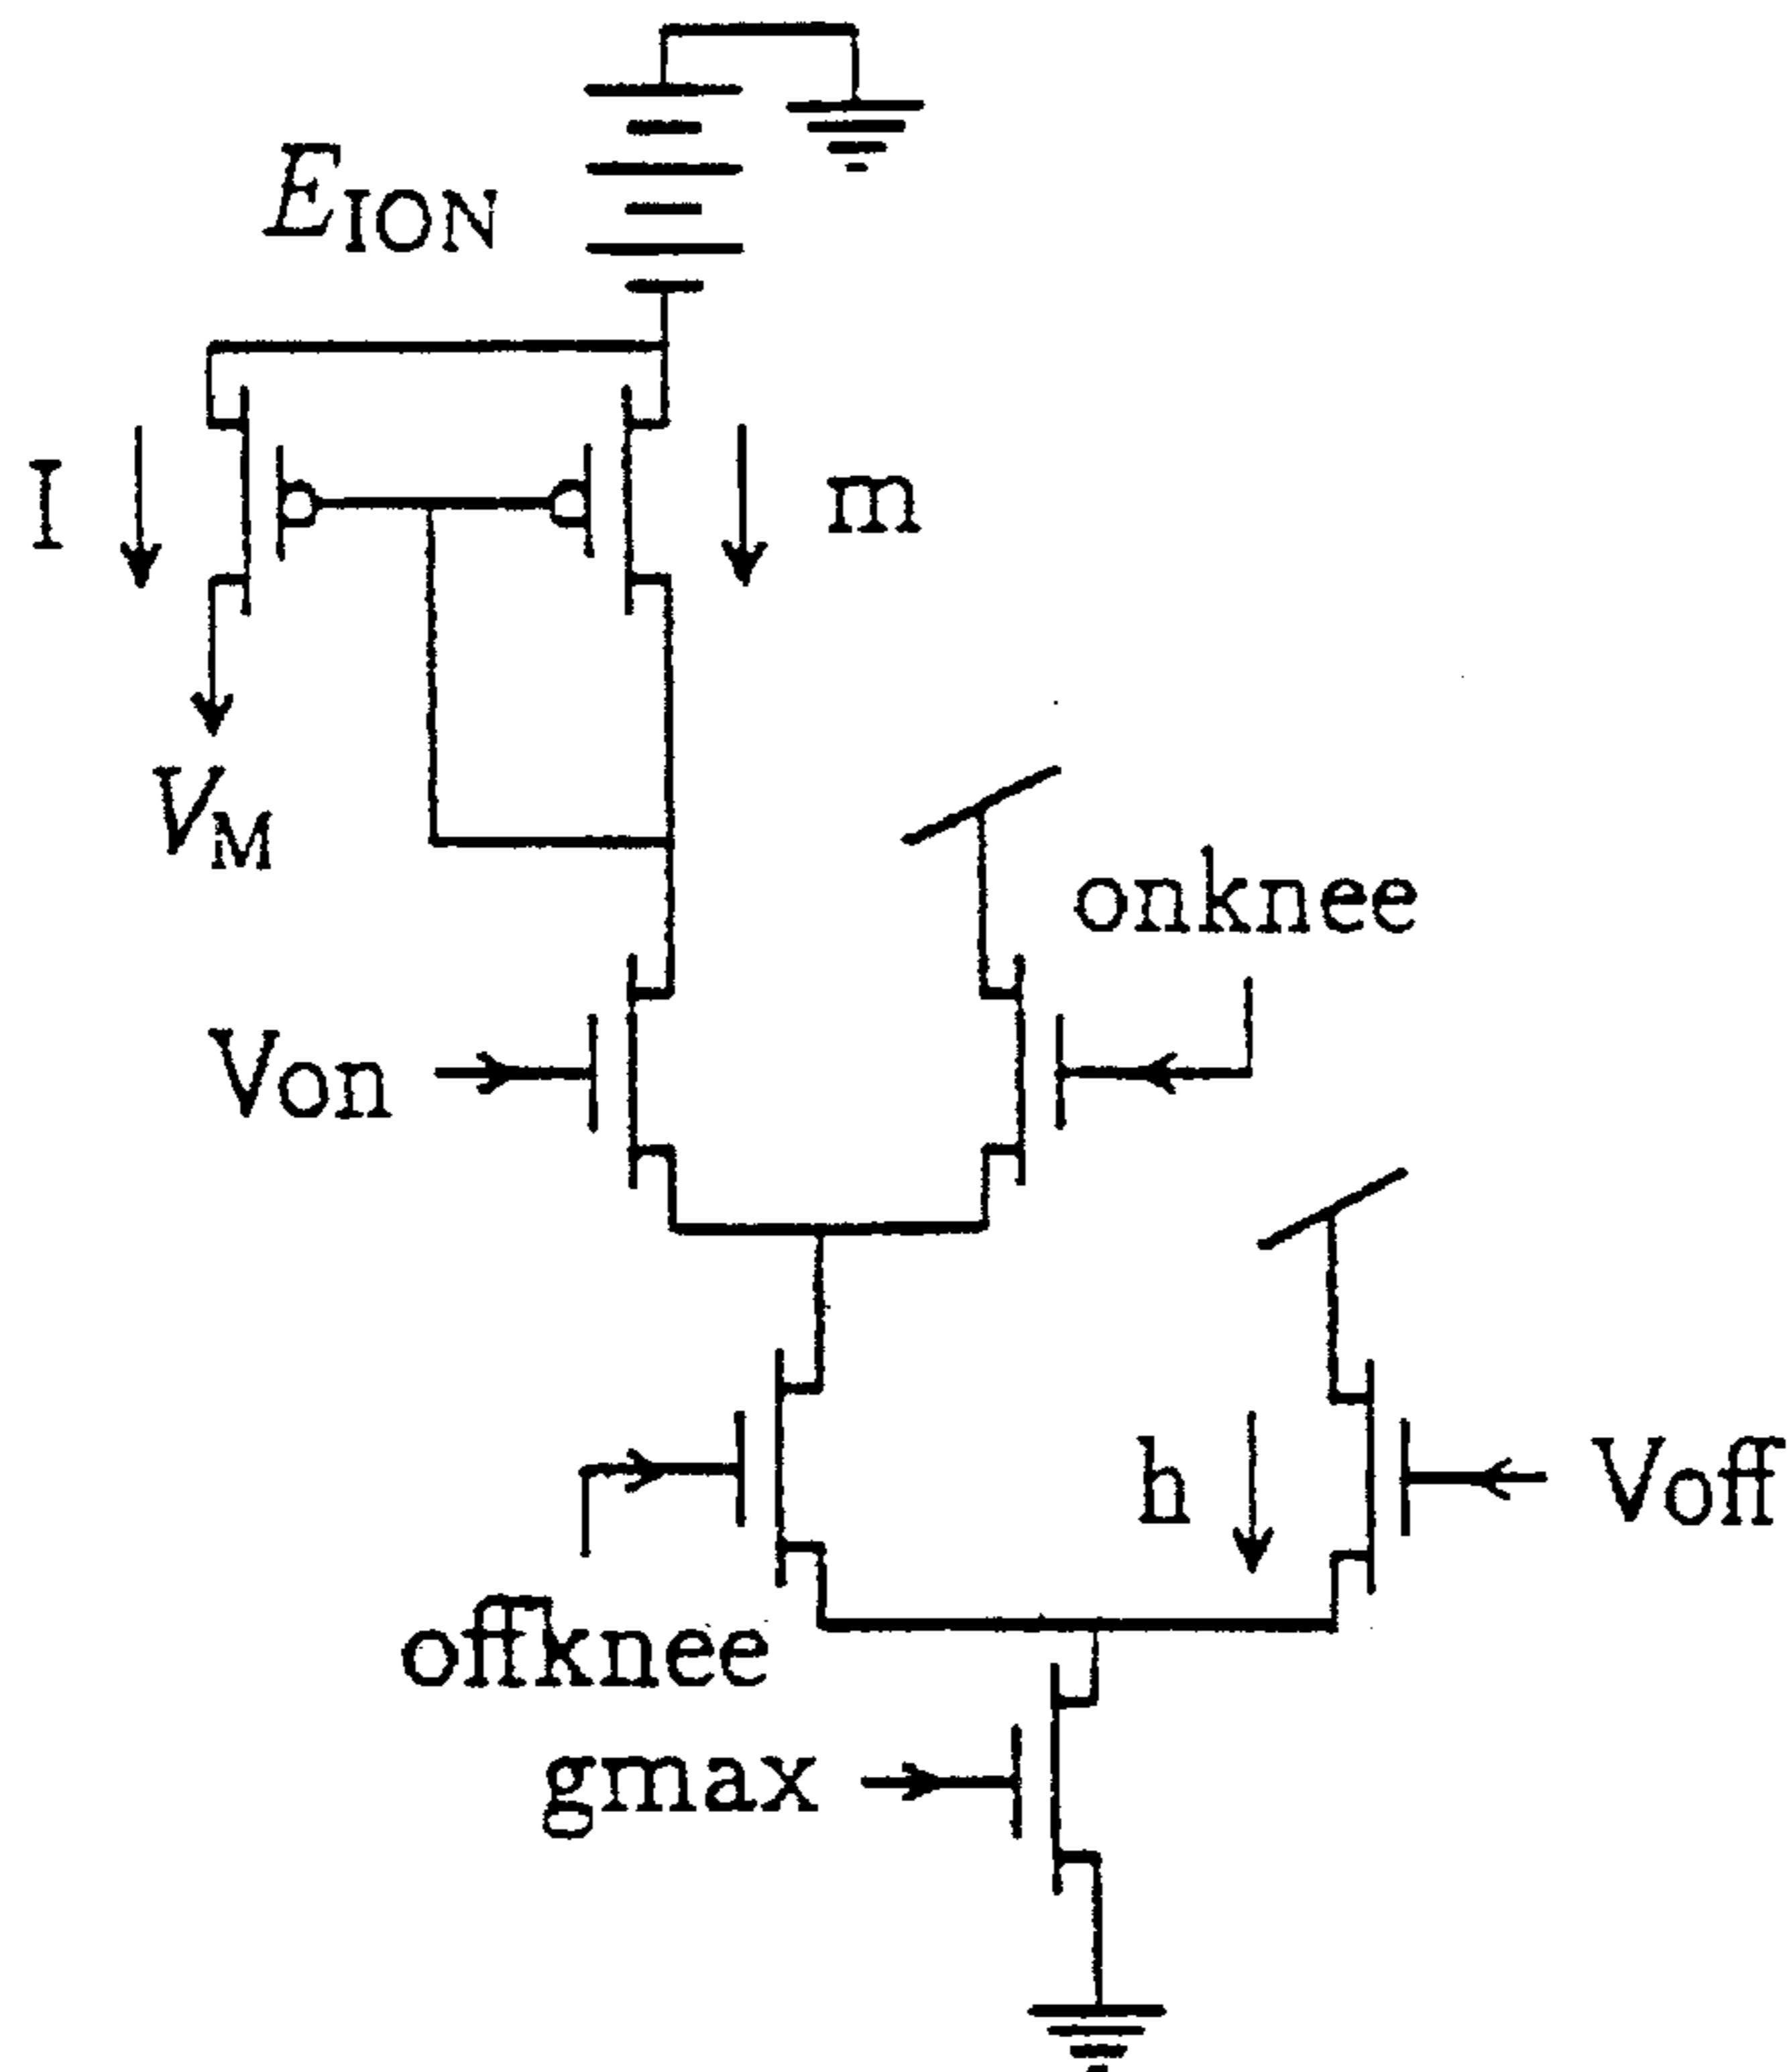 E_ION
I
m
V_M
onknee
Von
h
Voff
offknee
gmax